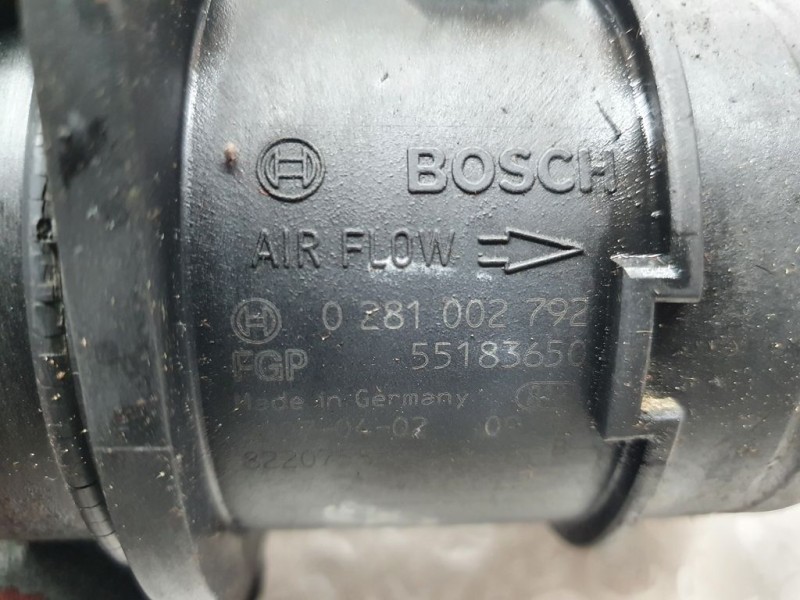 BOSCH
AIR FLOW
0 281 002 792
FGP 55183650
Made in Germany